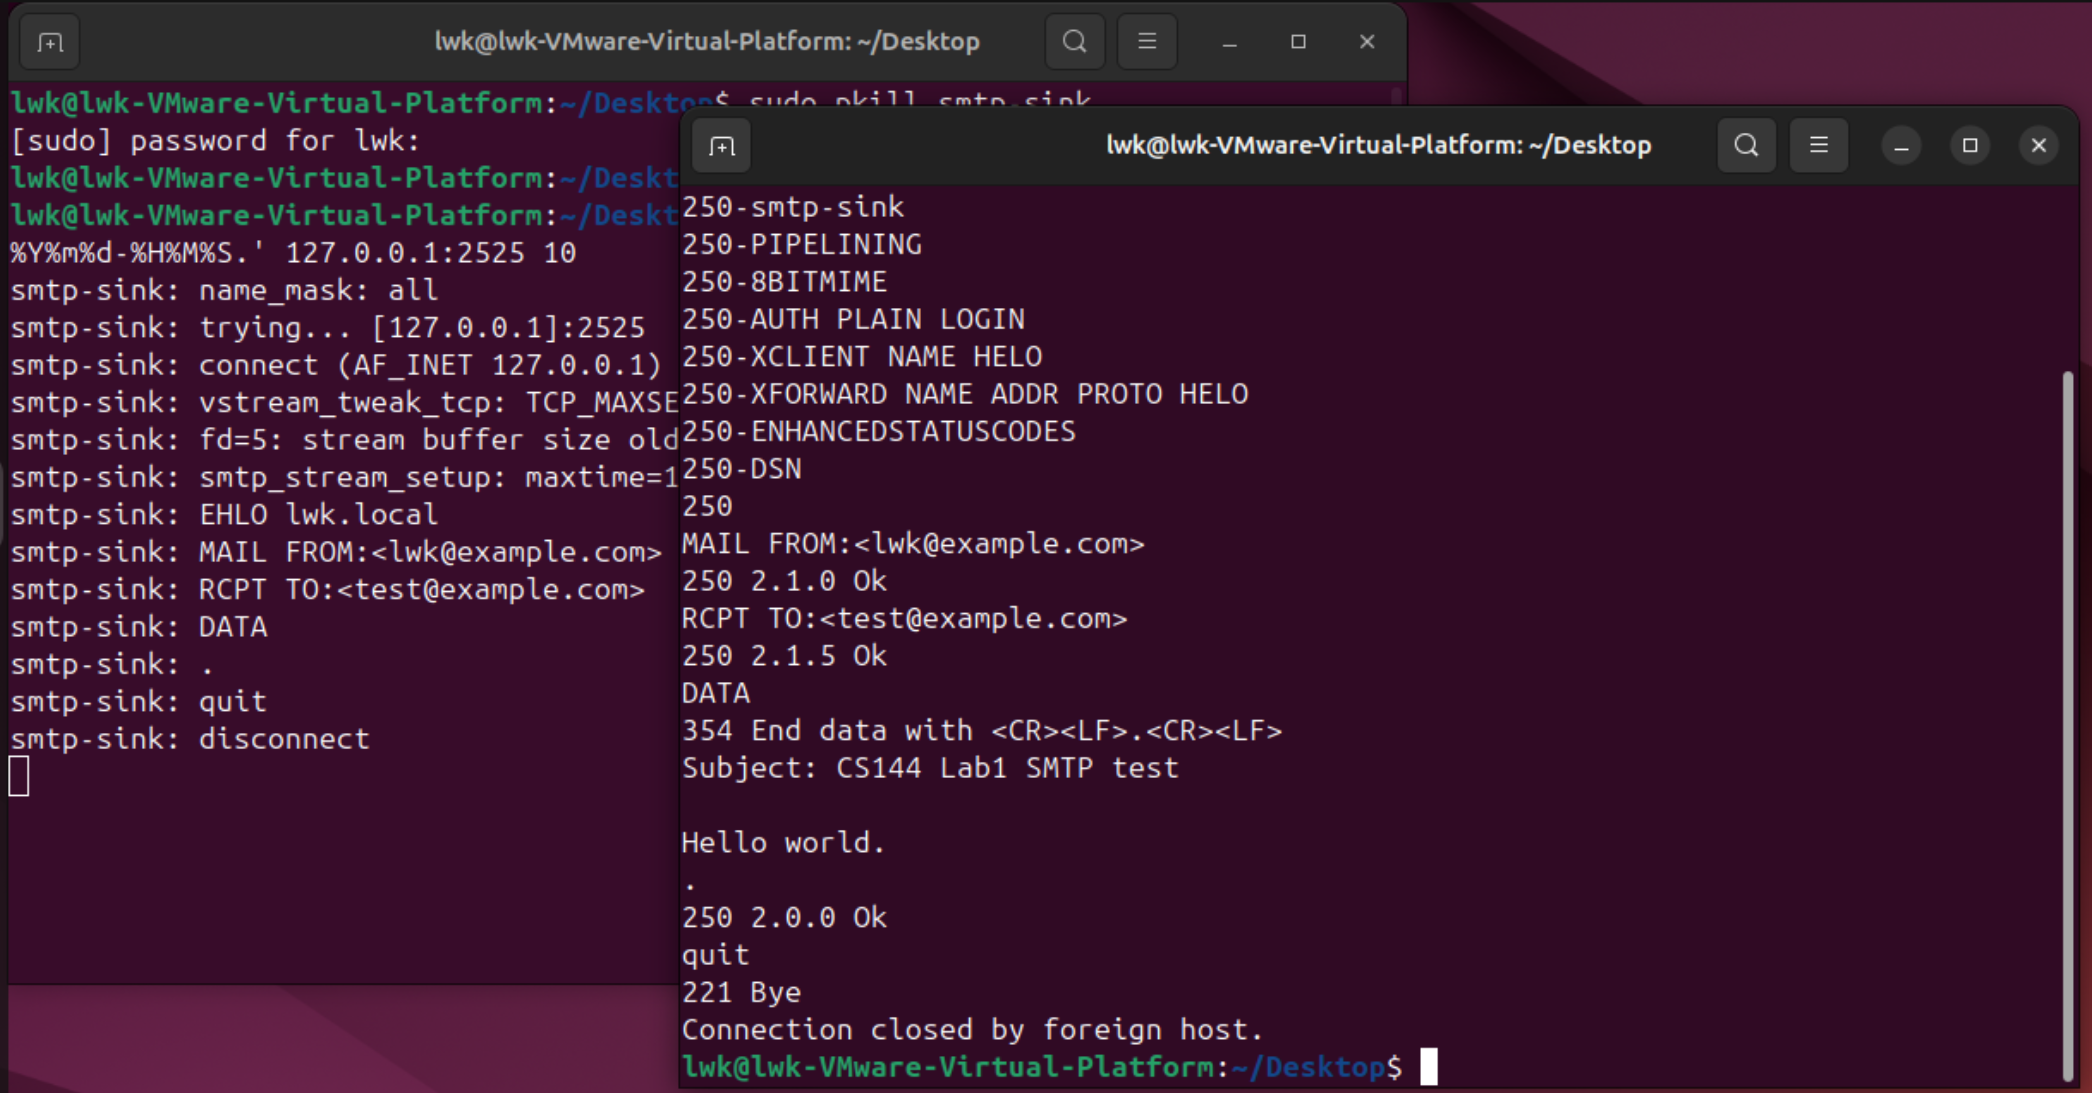 lwk@lwk-VMware-Virtual-Platform: ~/Desktop
lwk@lwk-VMware-Virtual-Platform:~/Desktop$ sudo pkill smtp-sink
[sudo] password for lwk:
lwk@lwk-VMware-Virtual-Platform:~/Deskt
lwk@lwk-VMware-Virtual-Platform:~/Deskt
%Y%m%d-%H%M%S.' 127.0.0.1:2525 10
smtp-sink: name_mask: all
smtp-sink: trying... [127.0.0.1]:2525
smtp-sink: connect (AF_INET 127.0.0.1)
smtp-sink: vstream_tweak_tcp: TCP_MAXSE
smtp-sink: fd=5: stream buffer size old
smtp-sink: smtp_stream_setup: maxtime=1
smtp-sink: EHLO lwk.local
smtp-sink: MAIL FROM:<lwk@example.com>
smtp-sink: RCPT TO:<test@example.com>
smtp-sink: DATA
smtp-sink: .
smtp-sink: quit
smtp-sink: disconnect
lwk@lwk-VMware-Virtual-Platform: ~/Desktop
250-smtp-sink
250-PIPELINING
250-8BITMIME
250-AUTH PLAIN LOGIN
250-XCLIENT NAME HELO
250-XFORWARD NAME ADDR PROTO HELO
250-ENHANCEDSTATUSCODES
250-DSN
250
MAIL FROM:<lwk@example.com>
250 2.1.0 Ok
RCPT TO:<test@example.com>
250 2.1.5 Ok
DATA
354 End data with <CR><LF>.<CR><LF>
Subject: CS144 Lab1 SMTP test

Hello world.
.
250 2.0.0 Ok
quit
221 Bye
Connection closed by foreign host.
lwk@lwk-VMware-Virtual-Platform:~/Desktop$